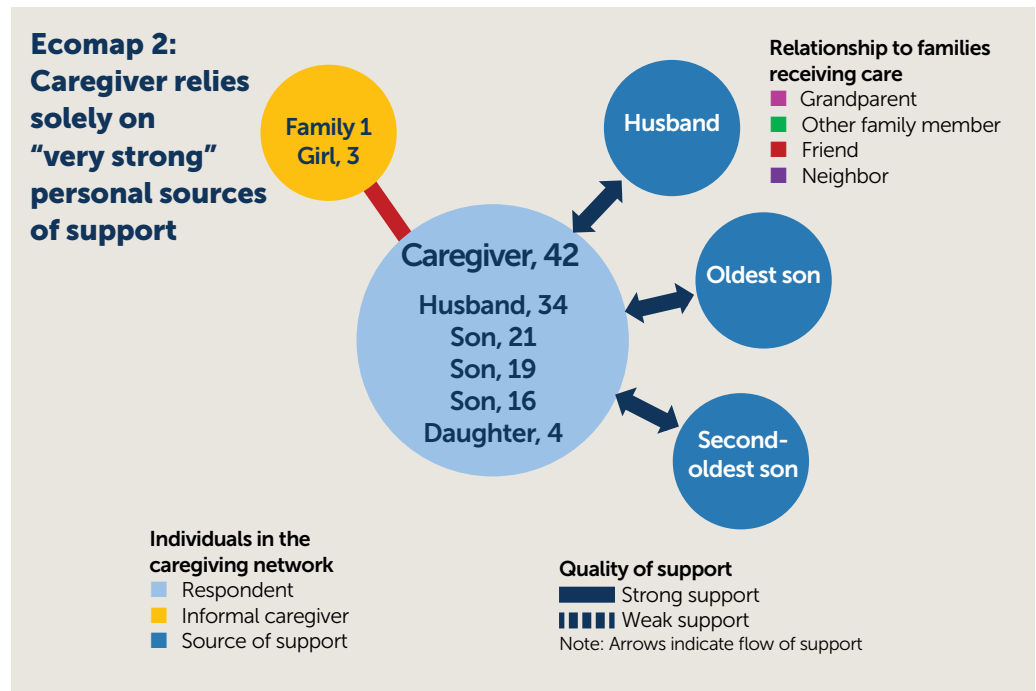 Ecomap 2:
Caregiver relies
solely on
“very strong”
personal sources
of support
Family 1
Girl, 3
Husband
Relationship to families
receiving care
Grandparent
Other family member
Friend
Neighbor
Caregiver, 42
Husband, 34
Son, 21
Son, 19
Son, 16
Daughter, 4
Oldest son
Second-
oldest son
Individuals in the
caregiving network
Respondent
Informal caregiver
Source of support
Quality of support
Strong support
Weak support
Note: Arrows indicate flow of support